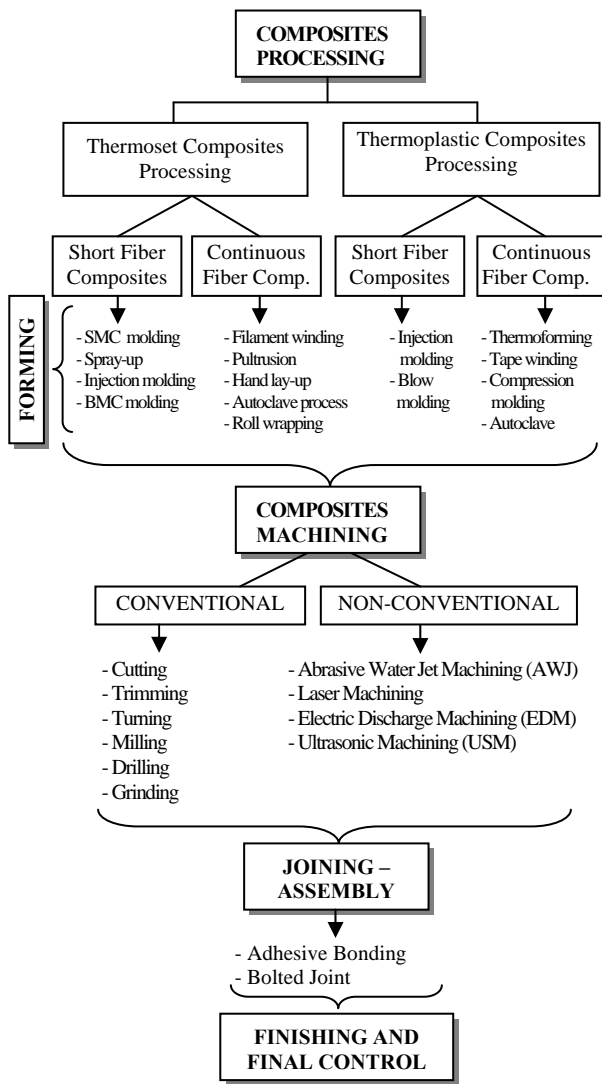 COMPOSITES
PROCESSING
Thermoset Composites
Processing
Thermoplastic Composites
Processing
Short Fiber
Composites
Continuous
Fiber Comp.
Short Fiber
Composites
Continuous
Fiber Comp.
FORMING
- SMC molding
- Spray-up
- Injection molding
- BMC molding
- Filament winding
- Pultrusion
- Hand lay-up
- Autoclave process
- Roll wrapping
- Injection
molding
- Blow
molding
- Thermoforming
- Tape winding
- Compression
molding
- Autoclave
COMPOSITES
MACHINING
CONVENTIONAL
NON-CONVENTIONAL
- Cutting
- Trimming
- Turning
- Milling
- Drilling
- Grinding
- Abrasive Water Jet Machining (AWJ)
- Laser Machining
- Electric Discharge Machining (EDM)
- Ultrasonic Machining (USM)
JOINING –
ASSEMBLY
- Adhesive Bonding
- Bolted Joint
FINISHING AND
FINAL CONTROL